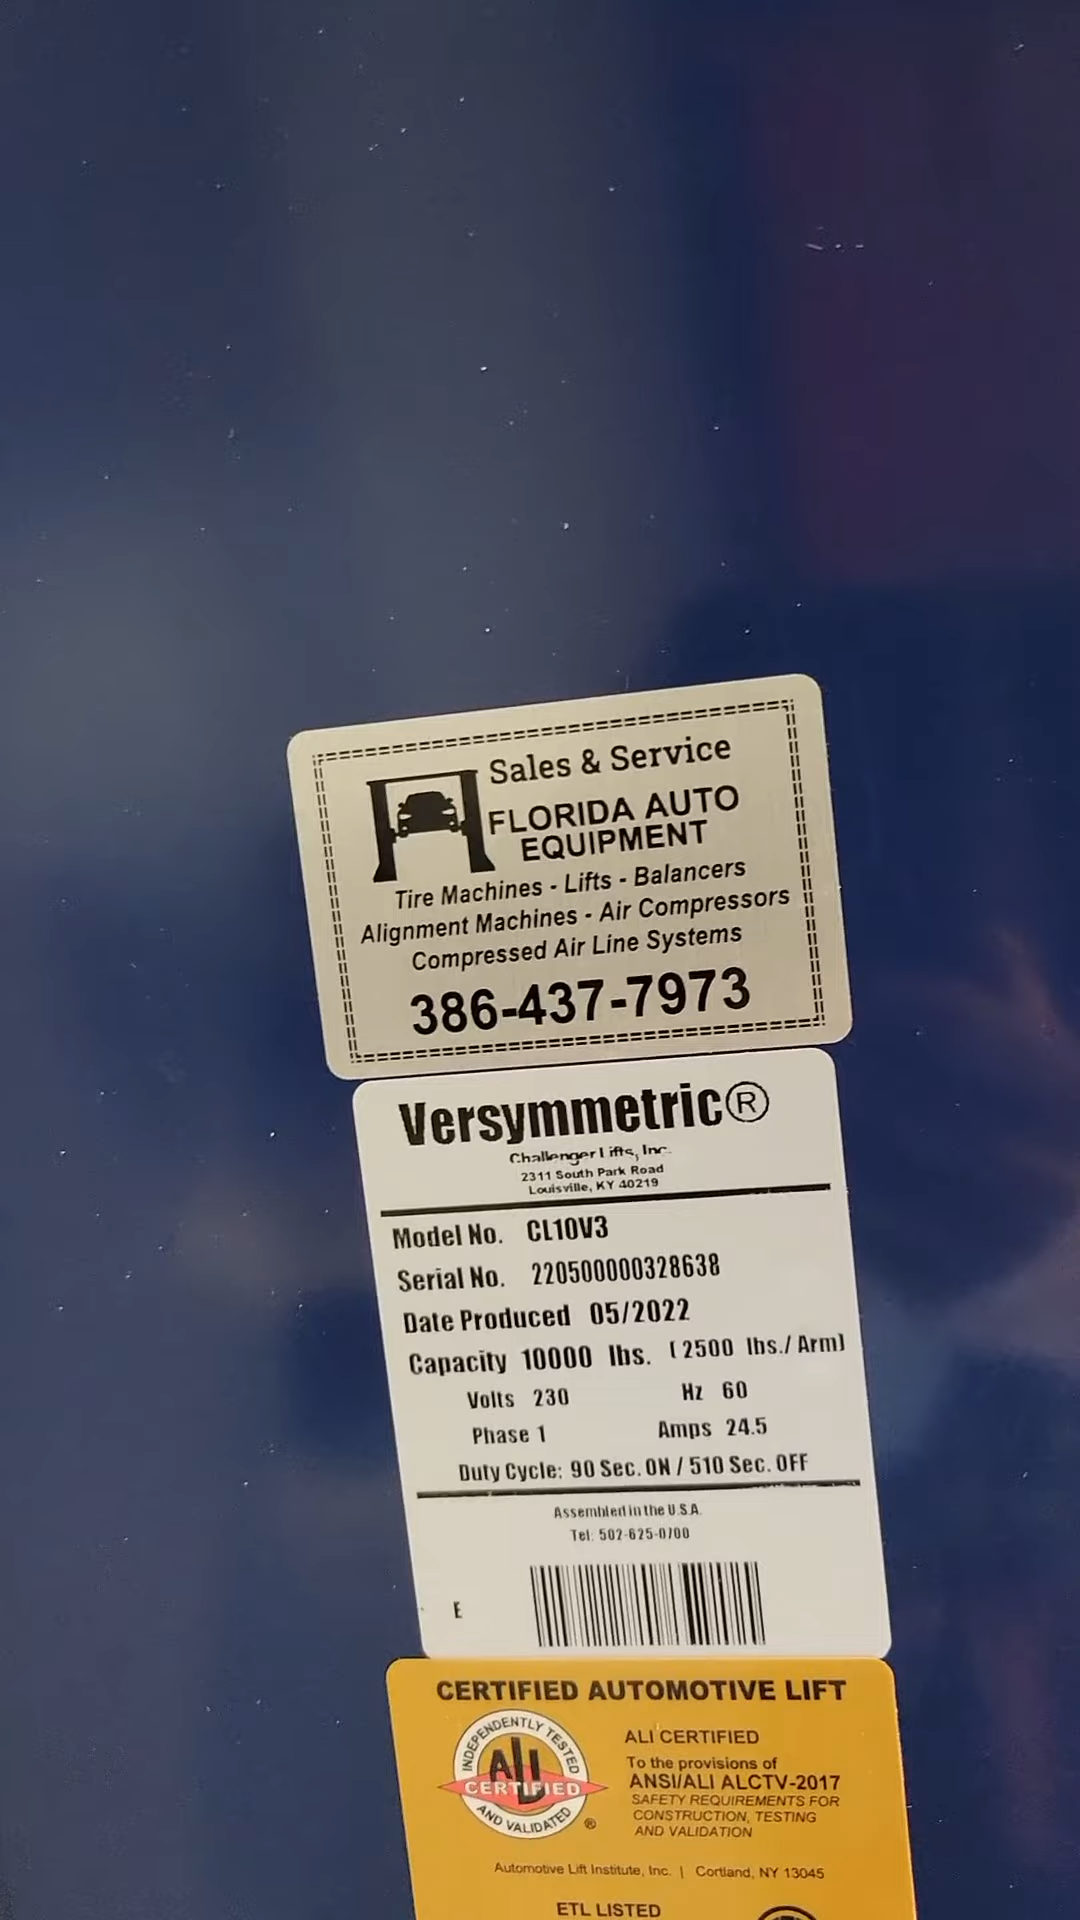 Sales & Service
FLORIDA AUTO
EQUIPMENT
Tire Machines - Lifts - Balancers
Alignment Machines - Air Compressors
Compressed Air Line Systems
386-437-7973
Versymmetric®
Challenger Lifts, Inc.
2311 South Park Road
Louisville, KY 40219
Model No. CL10V3
Serial No. 220500000328638
Date Produced 05/2022
Capacity 10000 lbs. (2500 lbs./Arm)
Volts 230 Hz 60
Phase 1 Amps 24.5
Duty Cycle: 90 Sec. ON / 510 Sec. OFF
Assembled in the U.S.A.
Tel: 502-625-0700
E
CERTIFIED AUTOMOTIVE LIFT
INDEPENDENTLY TESTED
ALI
CERTIFIED
AND VALIDATED
®
ALI CERTIFIED
To the provisions of
ANSI/ALI ALCTV-2017
SAFETY REQUIREMENTS FOR
CONSTRUCTION, TESTING
AND VALIDATION
Automotive Lift Institute, Inc. | Cortland, NY 13045
ETL LISTED